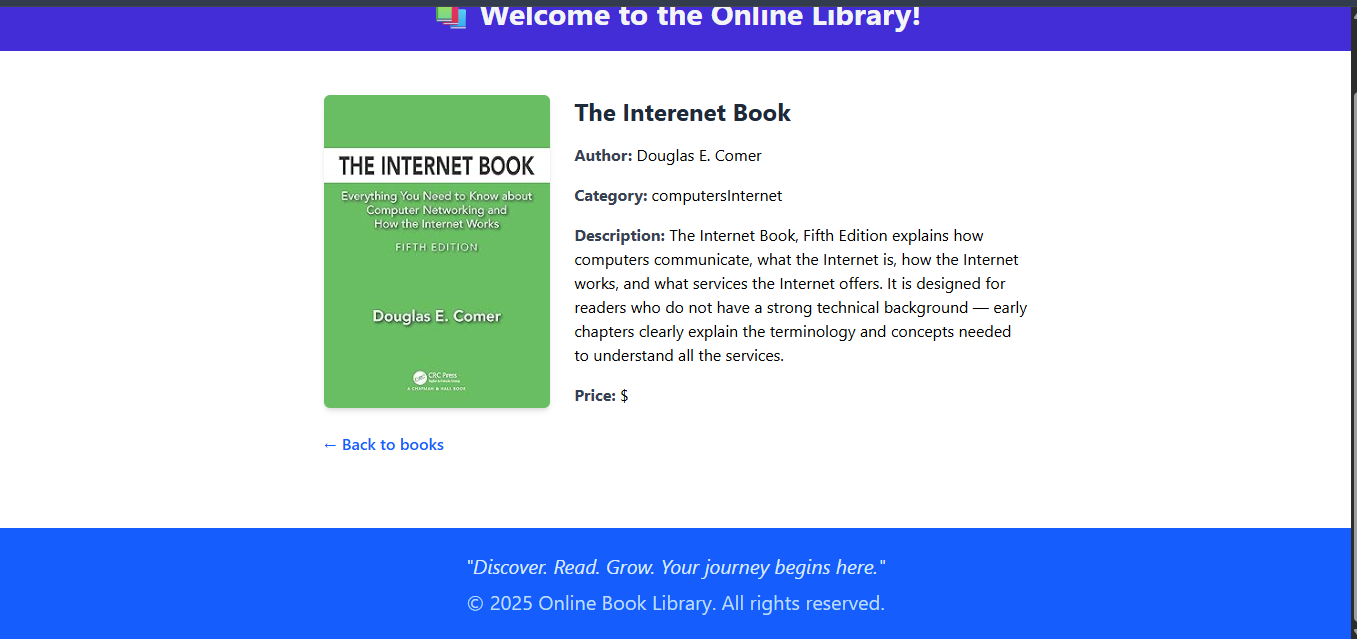 Welcome to the Online Library!
THE INTERNET BOOK
Everything You Need to Know about
Computer Networking and
How the Internet Works
FIFTH EDITION
Douglas E. Comer
CRC Press
A CHAPMAN & HALL BOOK
The Interenet Book
Author: Douglas E. Comer
Category: computersInternet
Description: The Internet Book, Fifth Edition explains how
computers communicate, what the Internet is, how the Internet
works, and what services the Internet offers. It is designed for
readers who do not have a strong technical background — early
chapters clearly explain the terminology and concepts needed
to understand all the services.
Price: $
← Back to books
"Discover. Read. Grow. Your journey begins here."
© 2025 Online Book Library. All rights reserved.